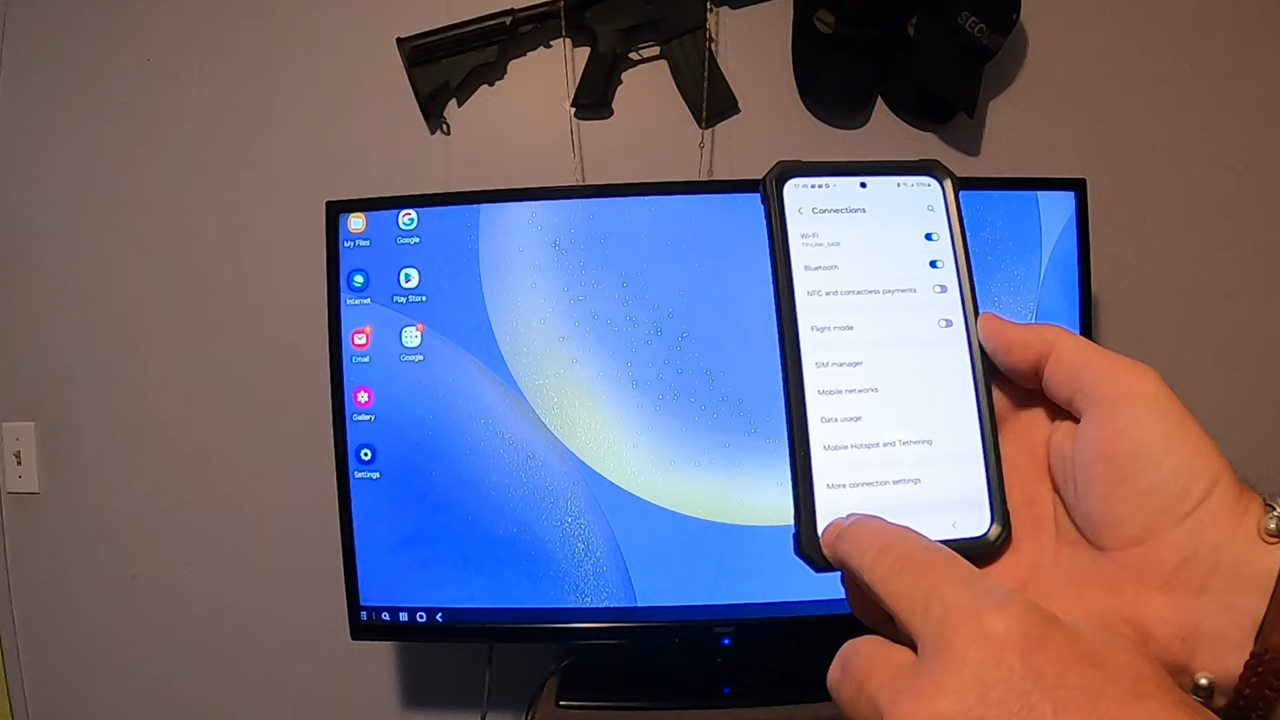 SECU
My Files
Google
Internet
Play Store
Email
Google
Gallery
Settings
Connections
Wi-Fi
Bluetooth
NFC and contactless payments
Flight mode
SIM manager
Mobile networks
Data usage
Mobile Hotspot and Tethering
More connection settings